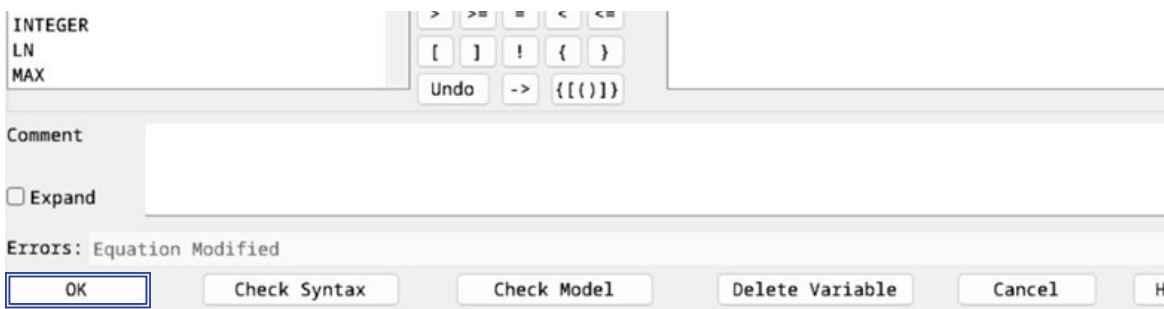 > >= = < <=
INTEGER
LN [ ] ! { }
MAX
Undo -> {[()]}
Comment
Expand
Errors: Equation Modified
OK Check Syntax Check Model Delete Variable Cancel H